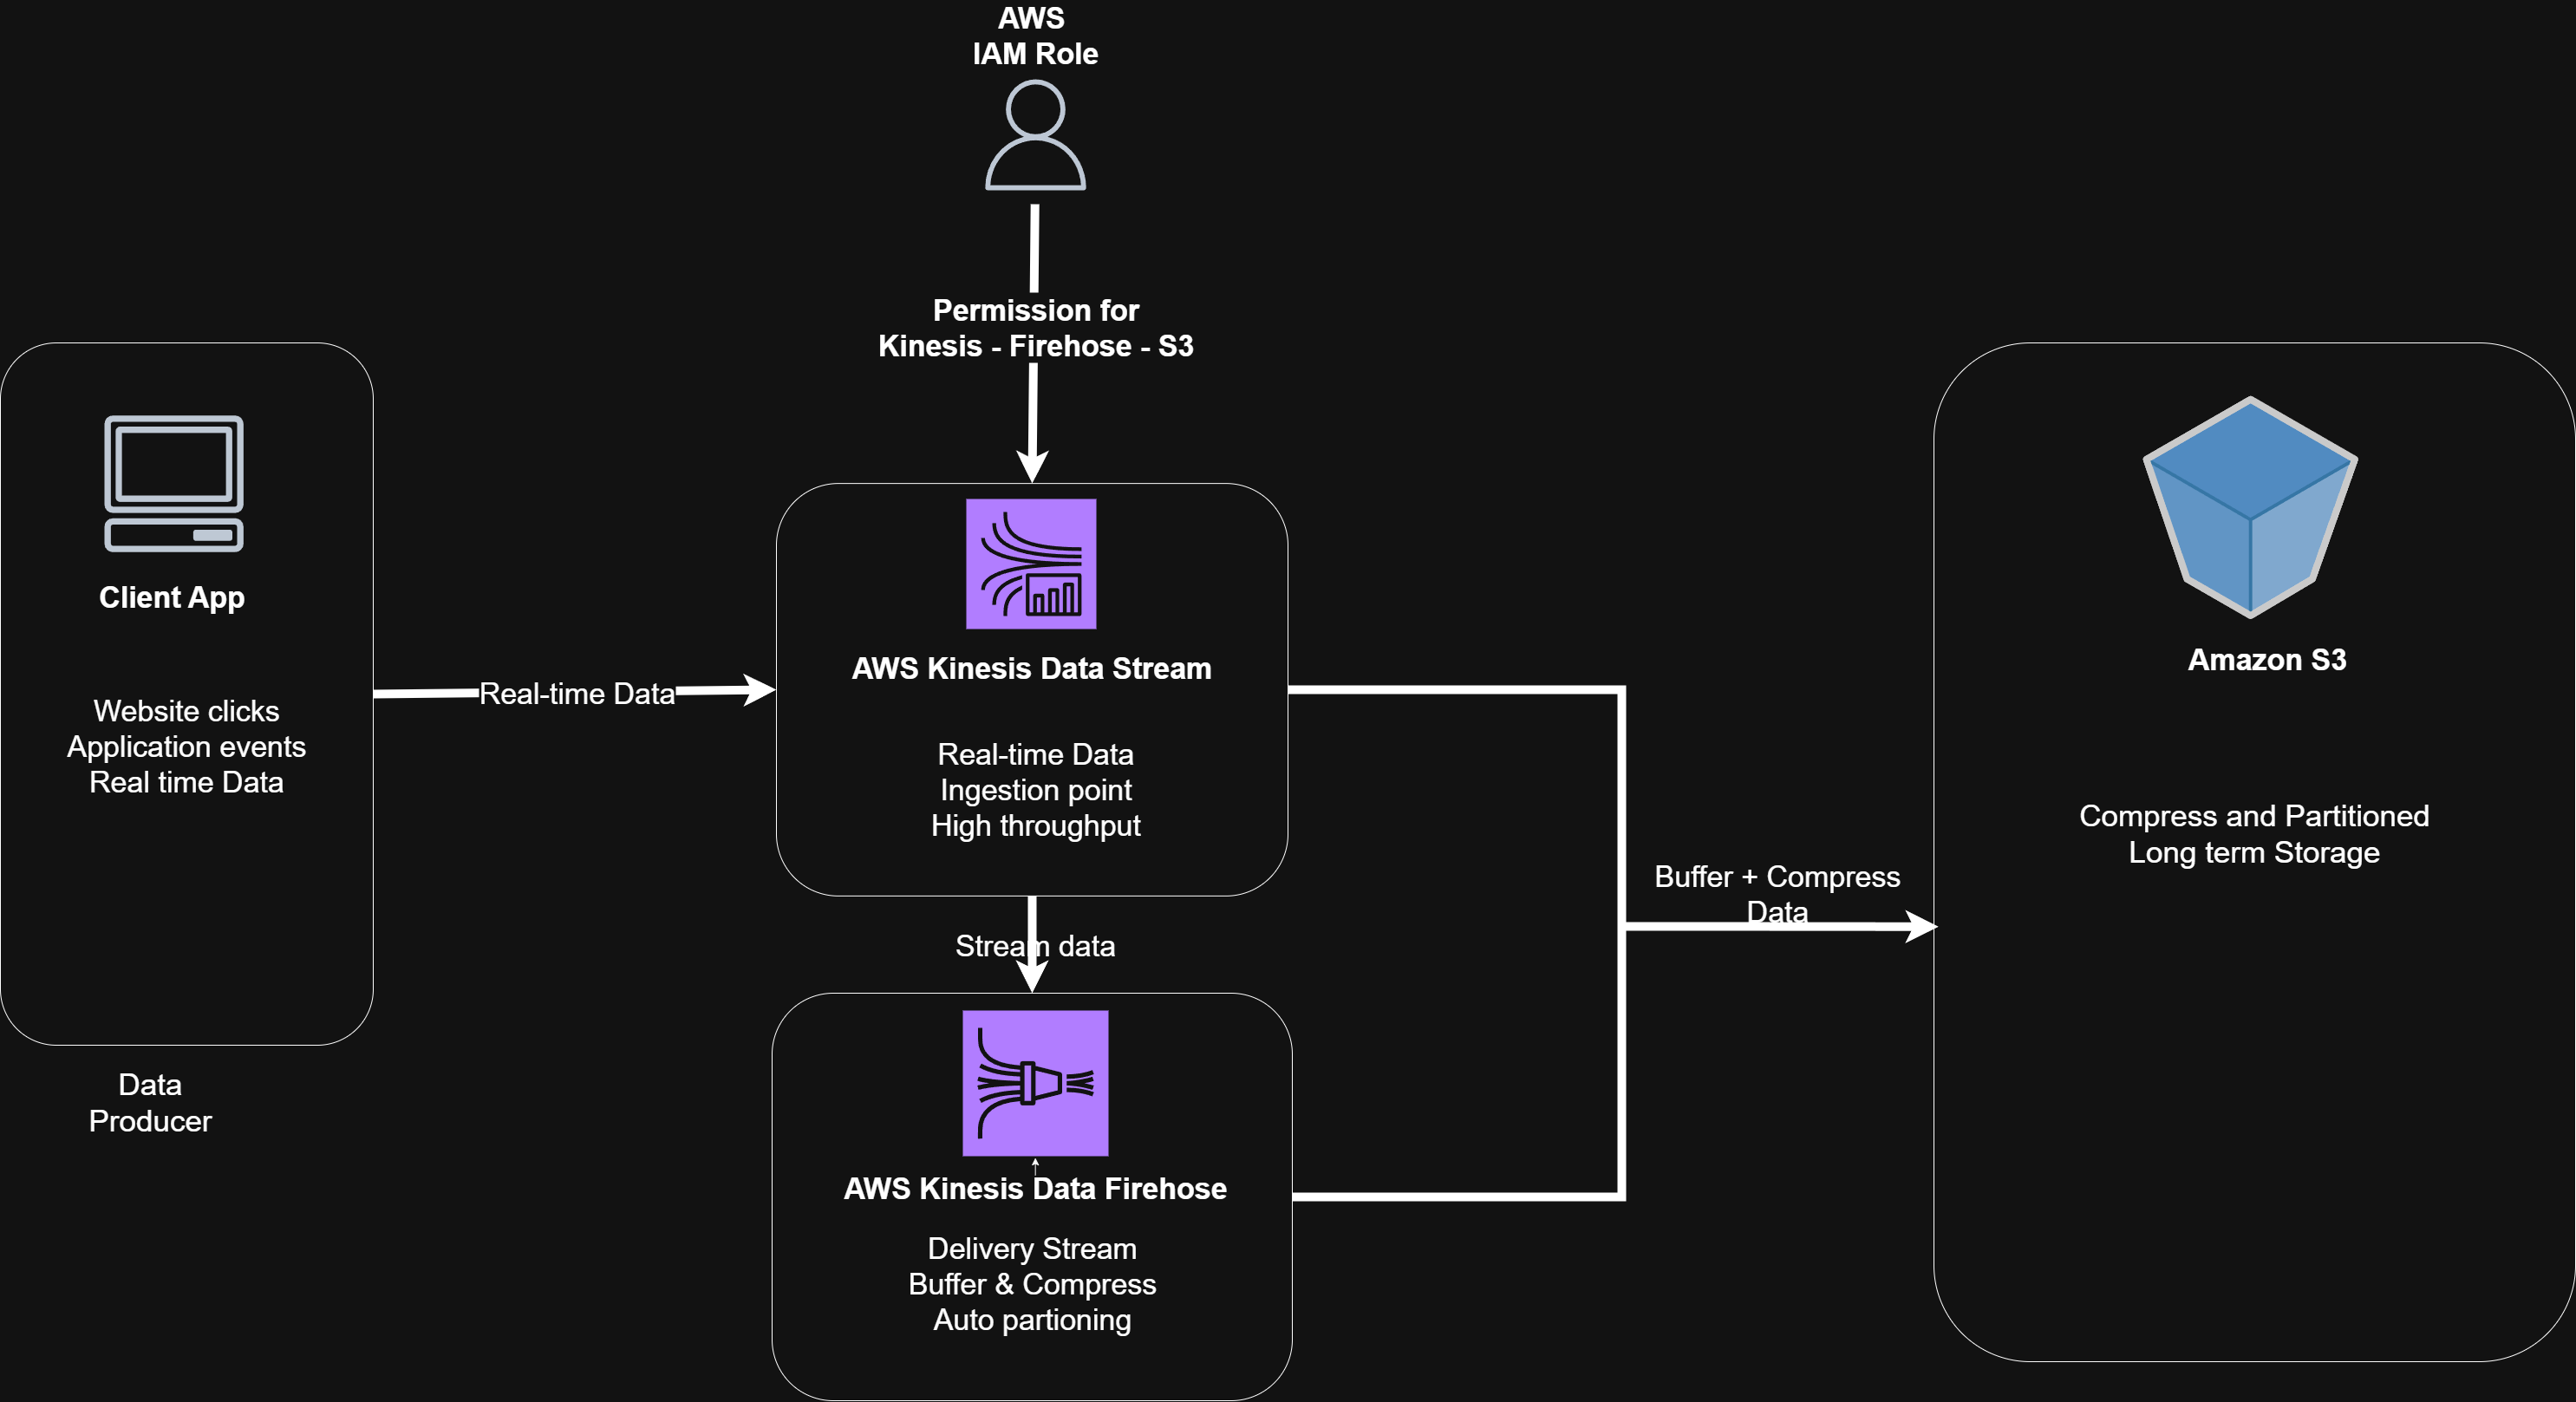 AWS
IAM Role
Permission for
Kinesis - Firehose - S3
Client App
Website clicks
Application events
Real time Data
Data
Producer
Real-time Data
AWS Kinesis Data Stream
Real-time Data
Ingestion point
High throughput
Stream data
AWS Kinesis Data Firehose
Delivery Stream
Buffer & Compress
Auto partioning
Buffer + Compress
Data
Amazon S3
Compress and Partitioned
Long term Storage